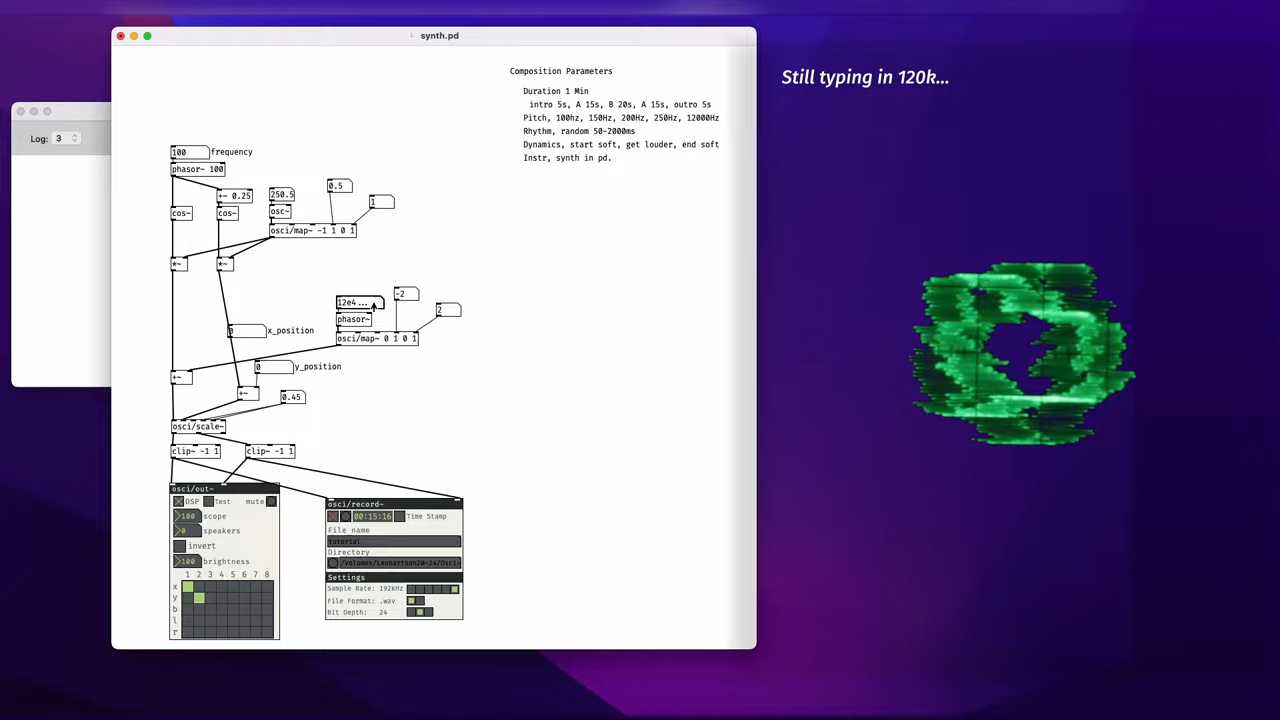 synth.pd
Still typing in 120k...
Composition Parameters
Duration 1 Min
intro 5s, A 15s, B 20s, A 15s, outro 5s
Pitch, 100hz, 150Hz, 200Hz, 250Hz, 12000Hz
Rhythm, random 50-2000ms
Dynamics, start soft, get louder, end soft
Instr, synth in pd.
Log: 3
100 frequency
phasor~ 100
+~ 0.25
250.5
0.5
1
cos~
cos~
osc~
osci/map~ -1 1 0 1
*~
*~
12e4...
-2
2
phasor~
osci/map~ 0 1 0 1
0 x_position
0 y_position
+~
+~
0.45
osci/scale~
clip~ -1 1
clip~ -1 1
osci/out~
DSP Test mute
100 scope
0 speakers
invert
100 brightness
1 2 3 4 5 6 7 8
x
y
b
l
r
osci/record~
00:15:16 Time Stamp
File name
tutorial
Directory
/Volumes/Lennartson20-24/Osci>
Settings
Sample Rate: 192kHz
File Format: .wav
Bit Depth: 24